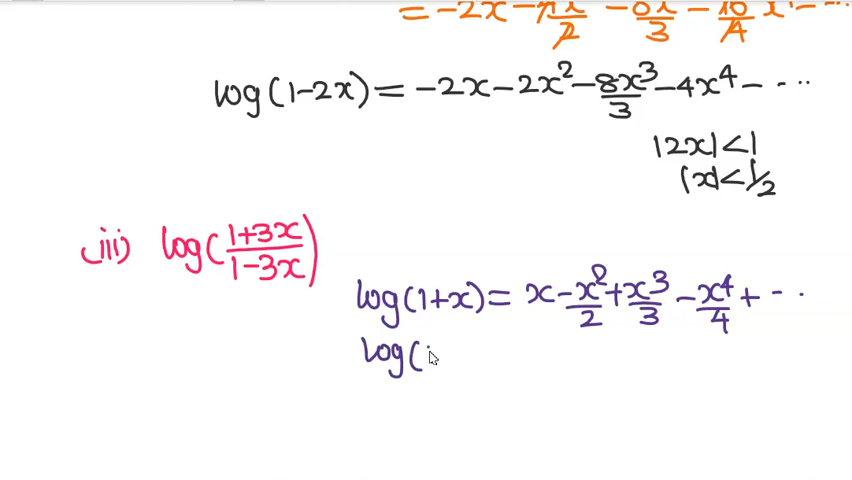 = -2x -
log(1-2x) = -2x - 2x² - 8x³/3 - 4x⁴ - ....
|2x| < 1
|x| < 1/2
iii) log((1+3x)/(1-3x))
log(1+x) = x - x²/2 + x³/3 - x⁴/4 + ...
log(